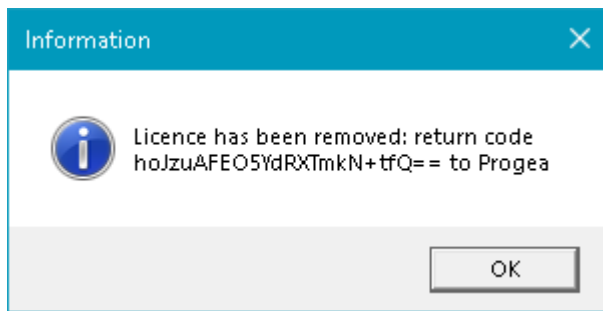 Information
Licence has been removed: return code
hoJzuAFEO5YdRXTmkN+tfQ== to Progea
OK